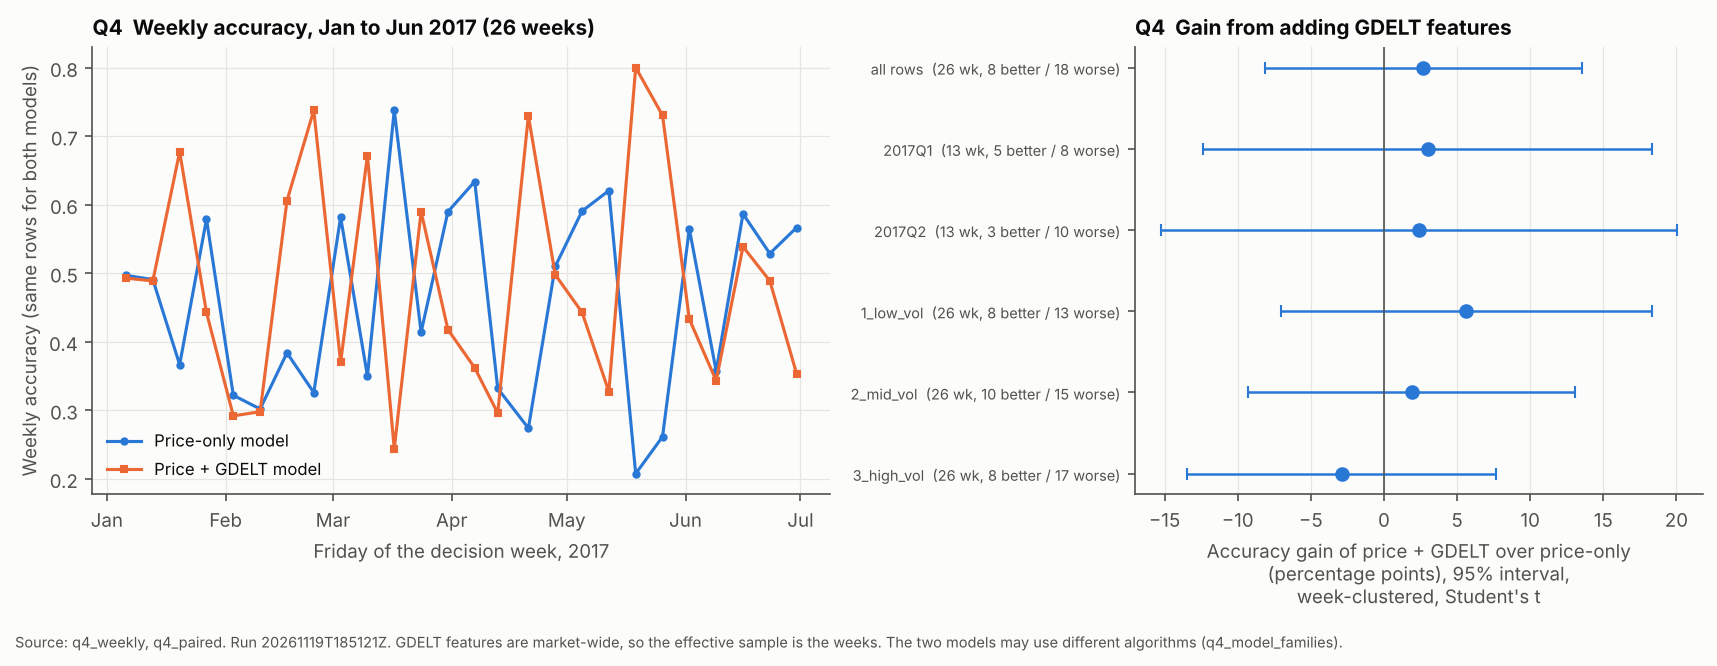 Q4  Weekly accuracy, Jan to Jun 2017 (26 weeks)
Weekly accuracy (same rows for both models)
0.8
0.7
0.6
0.5
0.4
0.3
0.2
Price-only model
Price + GDELT model
Jan
Feb
Mar
Apr
May
Jun
Jul
Friday of the decision week, 2017
Q4  Gain from adding GDELT features
all rows  (26 wk, 8 better / 18 worse)
2017Q1  (13 wk, 5 better / 8 worse)
2017Q2  (13 wk, 3 better / 10 worse)
1_low_vol  (26 wk, 8 better / 13 worse)
2_mid_vol  (26 wk, 10 better / 15 worse)
3_high_vol  (26 wk, 8 better / 17 worse)
−15
−10
−5
0
5
10
15
20
Accuracy gain of price + GDELT over price-only
(percentage points), 95% interval,
week-clustered, Student's t
Source: q4_weekly, q4_paired. Run 20261119T185121Z. GDELT features are market-wide, so the effective sample is the weeks. The two models may use different algorithms (q4_model_families).